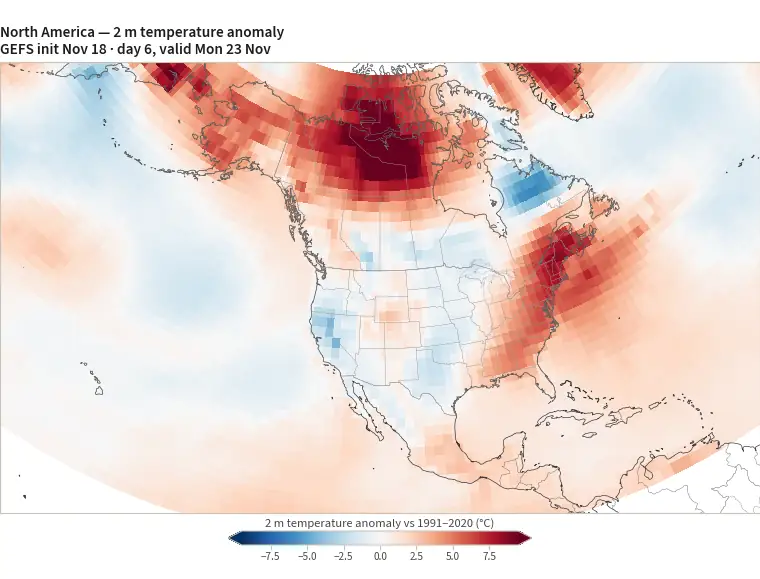 North America — 2 m temperature anomaly
GEFS init Nov 18 · day 6, valid Mon 23 Nov
2 m temperature anomaly vs 1991–2020 (°C)
−7.5 −5.0 −2.5 0.0 2.5 5.0 7.5